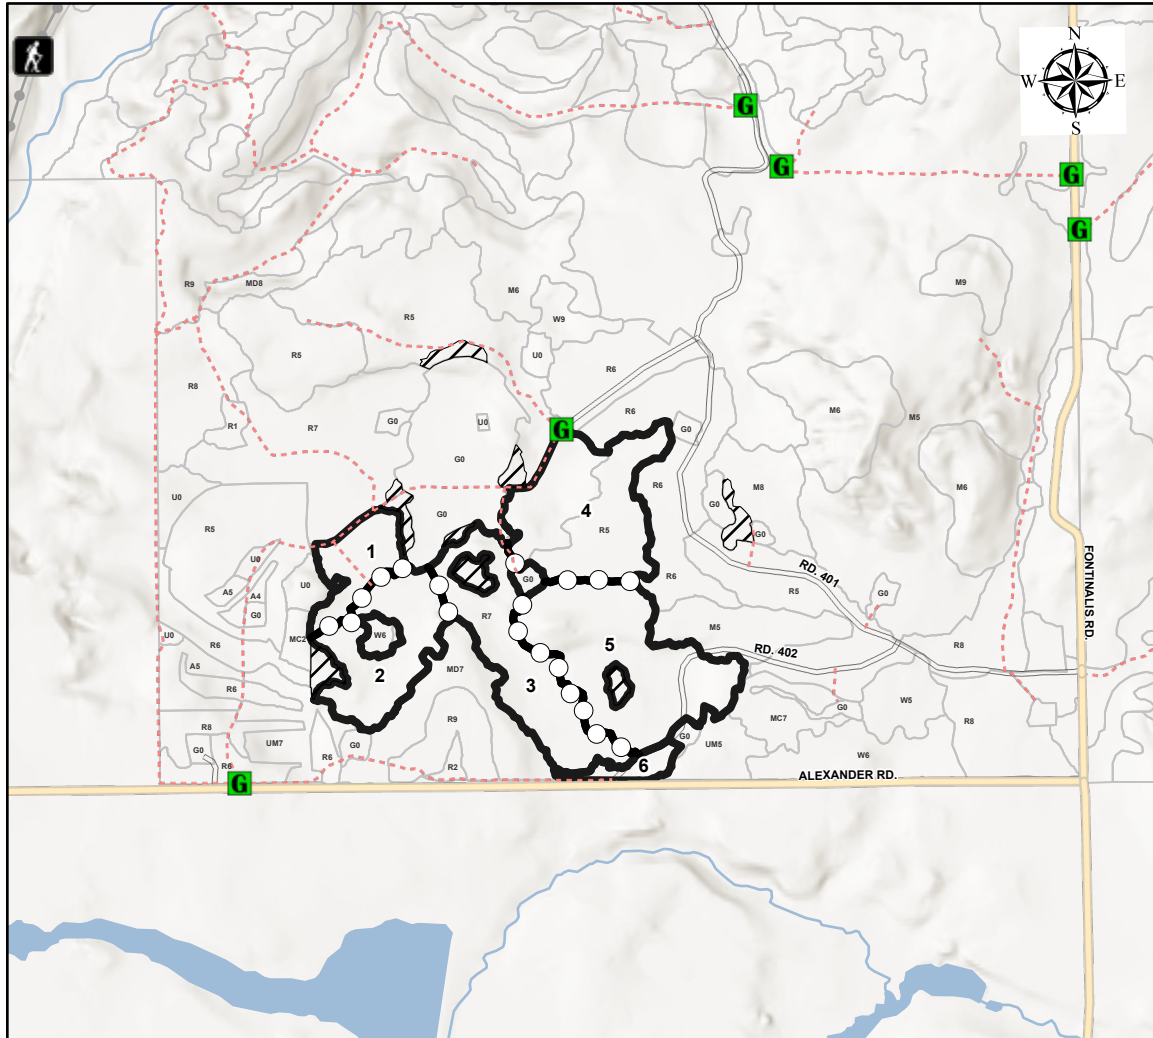 N
W E
S
G
G
G
G
R9
MD8
M6
M9
R5
W9
R5
U0
R6
R8
R6
M6
M5
R1
R7
G0
U0
G
G0
G0
R6
M8
M6
U0
G0
4
G0
R5
R5
G0
1
U0
RD. 401
FONTINALIS RD.
U0
G0
R6
A5
A4
R5
G0
G0
R7
M5
U0
MC2
W6
R6
5
RD. 402
R8
A5
MD7
2
3
R6
W5
G0
MC7
R9
R8
R8
G0
UM7
G0
UM5
G0
R6
W6
R6
R2
6
ALEXANDER RD.
G